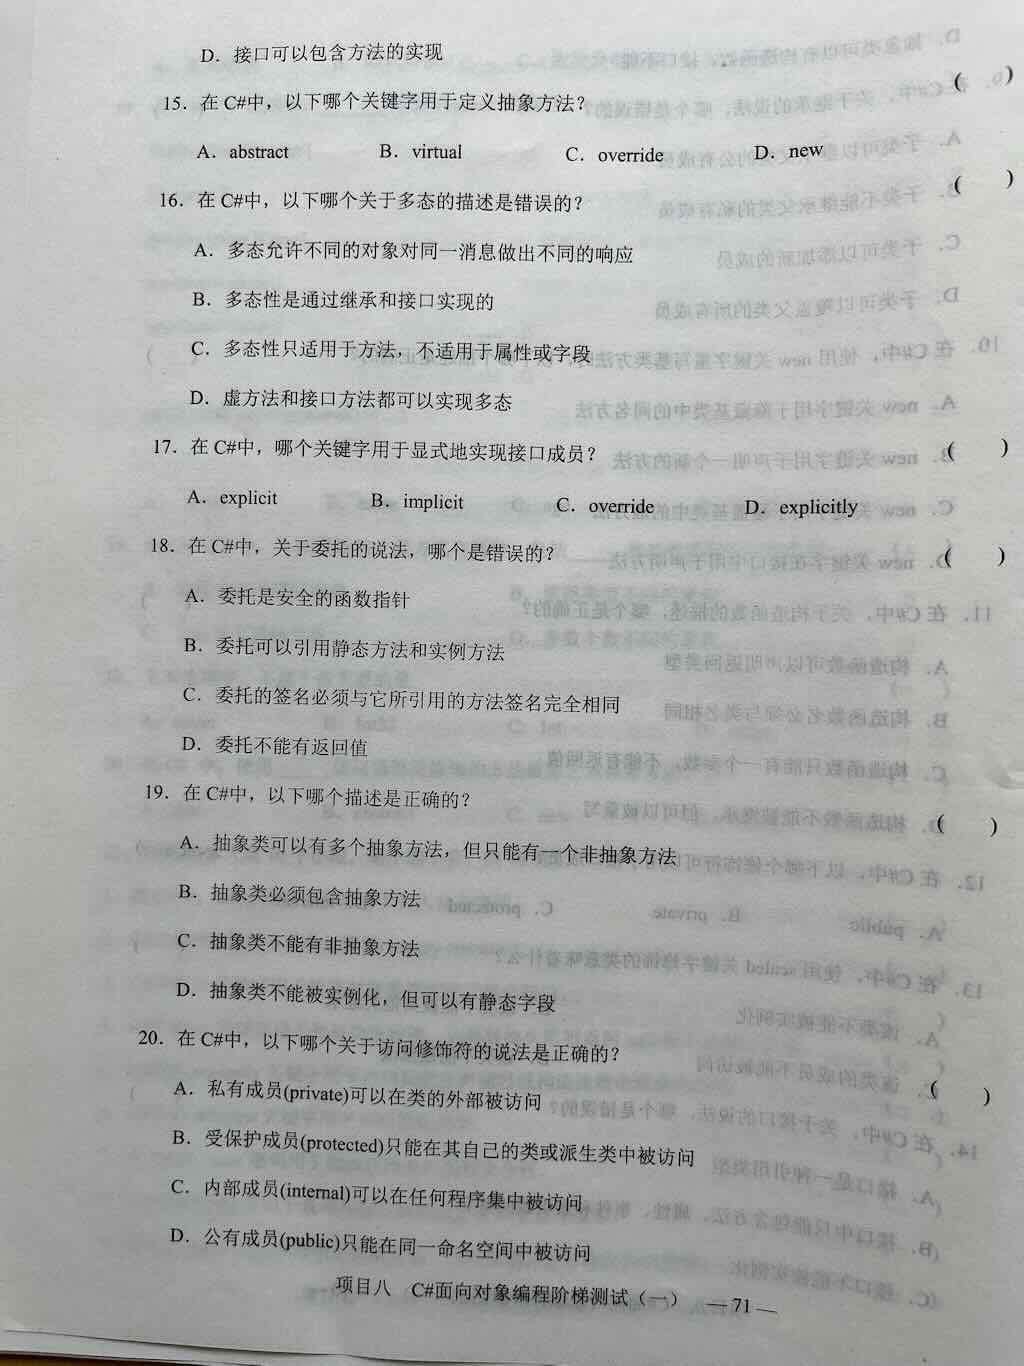 D．接口可以包含方法的实现
15．在 C#中，以下哪个关键字用于定义抽象方法？ （ ）
A．abstract B．virtual C．override D．new
16．在 C#中，以下哪个关于多态的描述是错误的？ （ ）
A．多态允许不同的对象对同一消息做出不同的响应
B．多态性是通过继承和接口实现的
C．多态性只适用于方法，不适用于属性或字段
D．虚方法和接口方法都可以实现多态
17．在 C#中，哪个关键字用于显式地实现接口成员？ （ ）
A．explicit B．implicit C．override D．explicitly
18．在 C#中，关于委托的说法，哪个是错误的？ （ ）
A．委托是安全的函数指针
B．委托可以引用静态方法和实例方法
C．委托的签名必须与它所引用的方法签名完全相同
D．委托不能有返回值
19．在 C#中，以下哪个描述是正确的？ （ ）
A．抽象类可以有多个抽象方法，但只能有一个非抽象方法
B．抽象类必须包含抽象方法
C．抽象类不能有非抽象方法
D．抽象类不能被实例化，但可以有静态字段
20．在 C#中，以下哪个关于访问修饰符的说法是正确的？ （ ）
A．私有成员(private)可以在类的外部被访问
B．受保护成员(protected)只能在其自己的类或派生类中被访问
C．内部成员(internal)可以在任何程序集中被访问
D．公有成员(public)只能在同一命名空间中被访问
项目八 C#面向对象编程阶梯测试（一） — 71 —